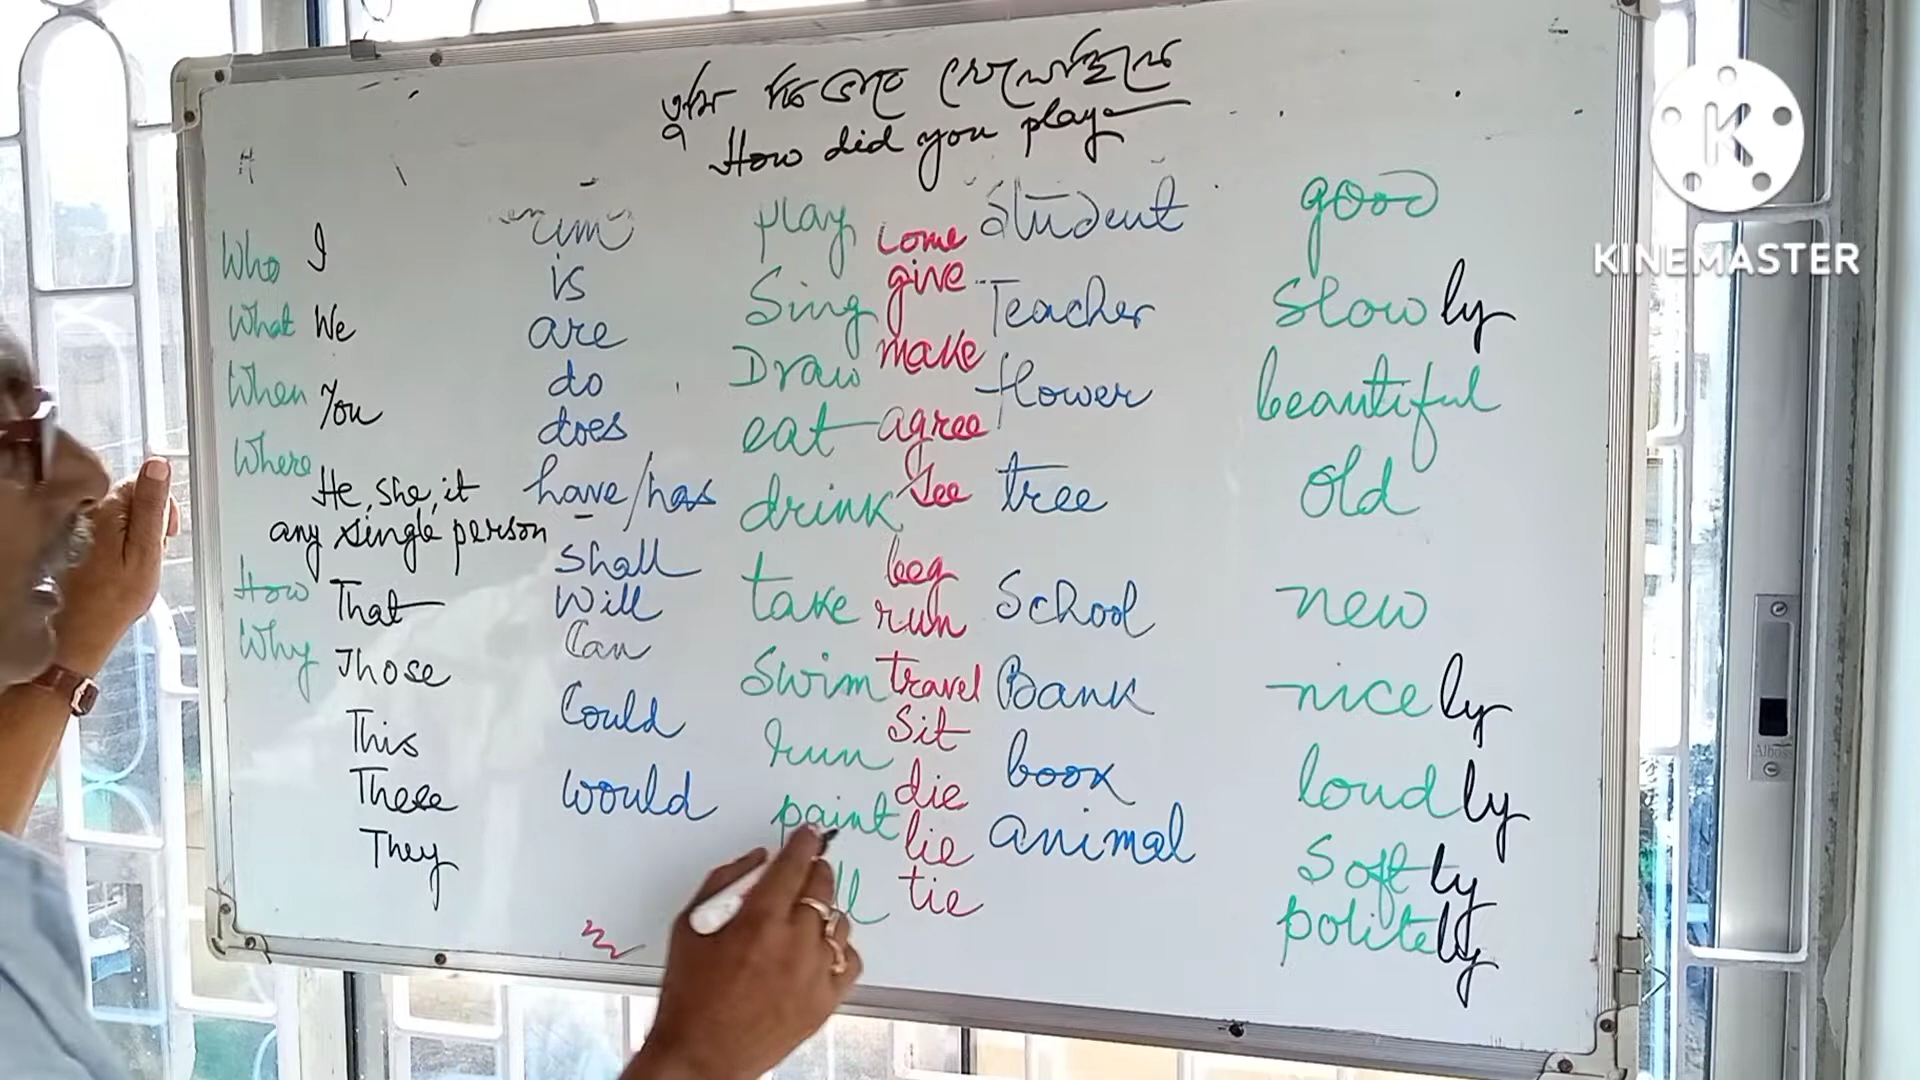 তুমি কি ভাবে খেলেছিলে
How did you play
Who I am play come student good
KINEMASTER
What We is Sing give Teacher slowly
When You are Draw make flower beautiful
Where do eat agree tree old
He, she, it does drink see School new
any single person have/has take beg Bank nicely
How That shall swim run book loudly
Why Those will run travel animal softly
This Can paint sit politely
These Could die
They would lie
tie